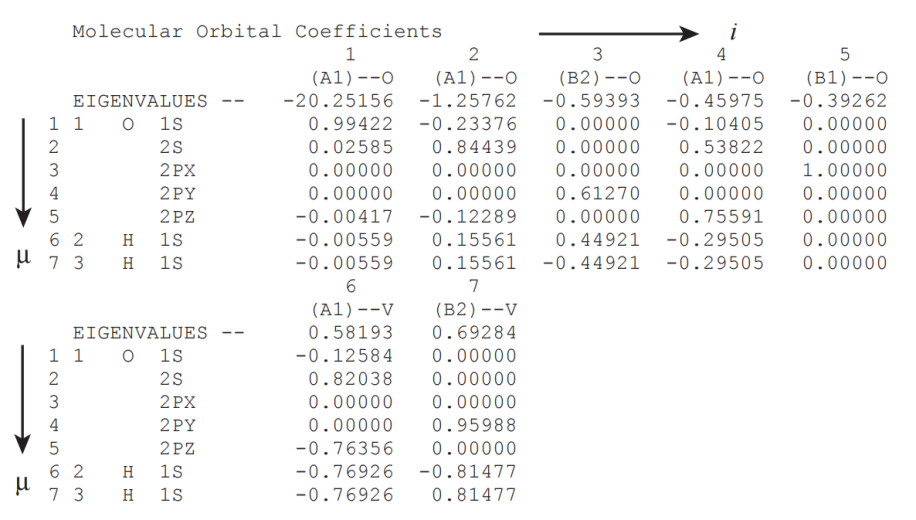 Molecular Orbital Coefficients i
1 2 3 4 5
(A1)--O (A1)--O (B2)--O (A1)--O (B1)--O
EIGENVALUES -- -20.25156 -1.25762 -0.59393 -0.45975 -0.39262
1 1 O 1S 0.99422 -0.23376 0.00000 -0.10405 0.00000
2 2S 0.02585 0.84439 0.00000 0.53822 0.00000
3 2PX 0.00000 0.00000 0.00000 0.00000 1.00000
4 2PY 0.00000 0.00000 0.61270 0.00000 0.00000
5 2PZ -0.00417 -0.12289 0.00000 0.75591 0.00000
μ 6 2 H 1S -0.00559 0.15561 0.44921 -0.29505 0.00000
7 3 H 1S -0.00559 0.15561 -0.44921 -0.29505 0.00000
6 7
(A1)--V (B2)--V
EIGENVALUES -- 0.58193 0.69284
1 1 O 1S -0.12584 0.00000
2 2S 0.82038 0.00000
3 2PX 0.00000 0.00000
4 2PY 0.00000 0.95988
5 2PZ -0.76356 0.00000
μ 6 2 H 1S -0.76926 -0.81477
7 3 H 1S -0.76926 0.81477